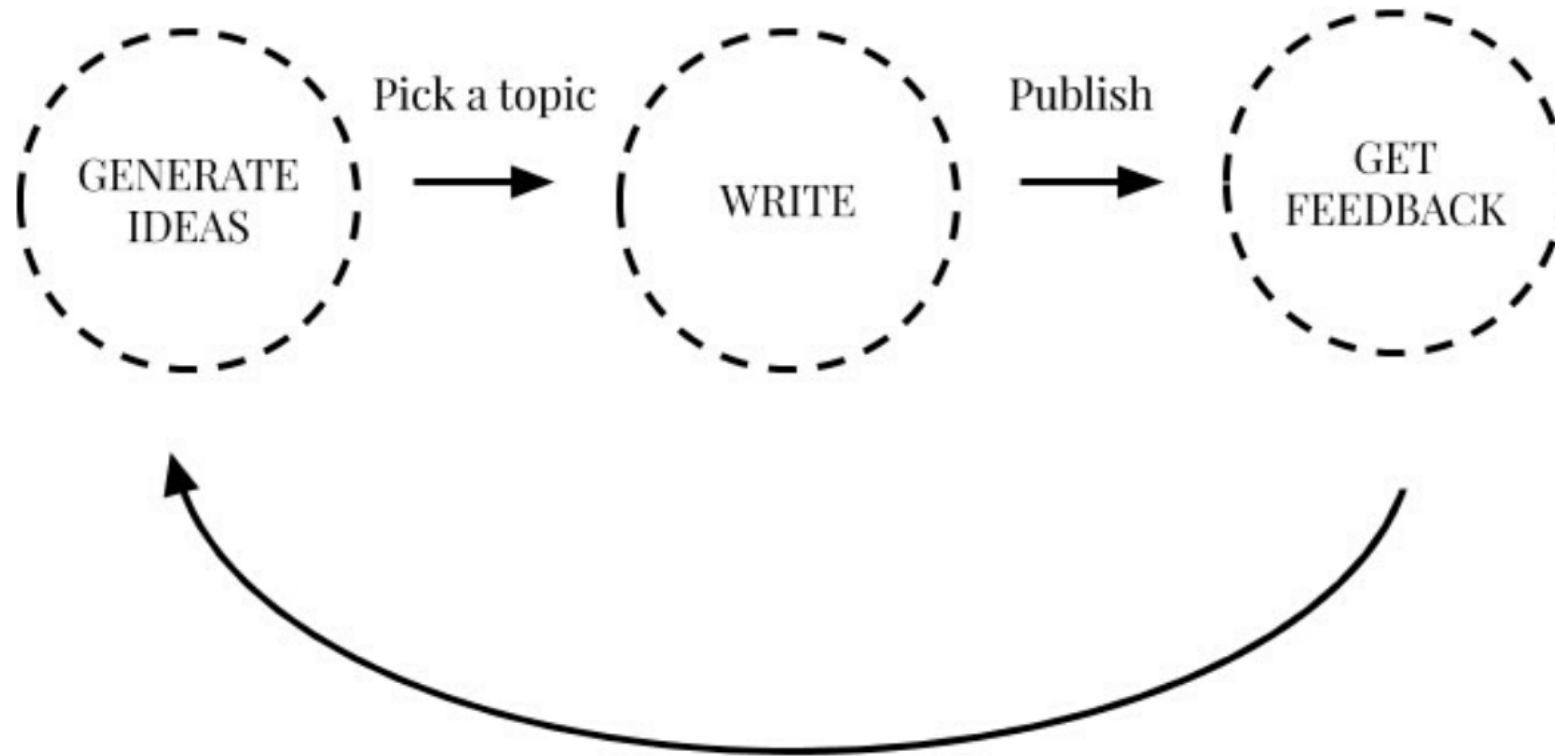 GENERATE
IDEAS
Pick a topic
WRITE
Publish
GET
FEEDBACK